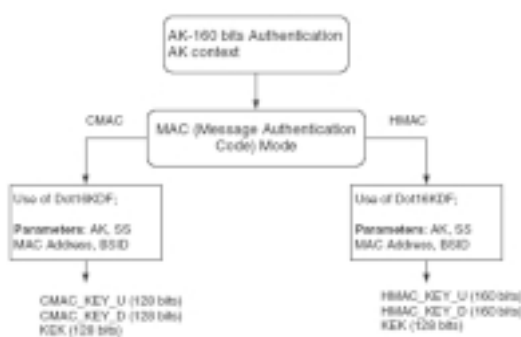 AK-160 bits Authentication
AK context
CMAC
HMAC
MAC (Message Authentication
Code) Mode
Use of Dot16KDF;
Parameters: AK, SS
MAC Address, BSID
Use of Dot16KDF;
Parameters: AK, SS
MAC Address, BSID
CMAC_KEY_U (128 bits)
CMAC_KEY_D (128 bits)
KEK (128 bits)
HMAC_KEY_U (160 bits)
HMAC_KEY_D (160 bits)
KEK (128 bits)